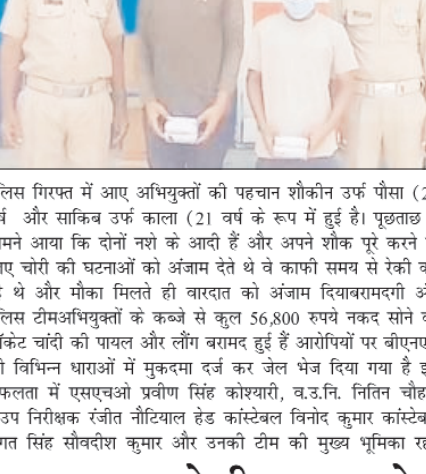 लिस गिरफ्त में आए अभियुक्तों की पहचान शौकीन उर्फ पौसा (2
र्ष और साकिब उर्फ काला (21 वर्ष के रूप में हुई है। पूछताछ
मने आया कि दोनों नशे के आदी हैं और अपने शौक पूरे करने
ए चोरी की घटनाओं को अंजाम देते थे वे काफी समय से रेकी क
हे थे और मौका मिलते ही वारदात को अंजाम दियाबरामदगी अ
लिस टीमअभियुक्तों के कब्जे से कुल 56,800 रुपये नकद सोने क
ॉकेट चांदी की पायल और लौंग बरामद हुई हैं आरोपियों पर बीएनए
ी विभिन्न धाराओं में मुकदमा दर्ज कर जेल भेज दिया गया है इ
फलता में एसएचओ प्रवीण सिंह कोश्यारी, व.उ.नि. नितिन चौह
उप निरीक्षक रंजीत नौटियाल हेड कांस्टेबल विनोद कुमार कांस्टेब
गत सिंह सौवदीश कुमार और उनकी टीम की मुख्य भूमिका रह